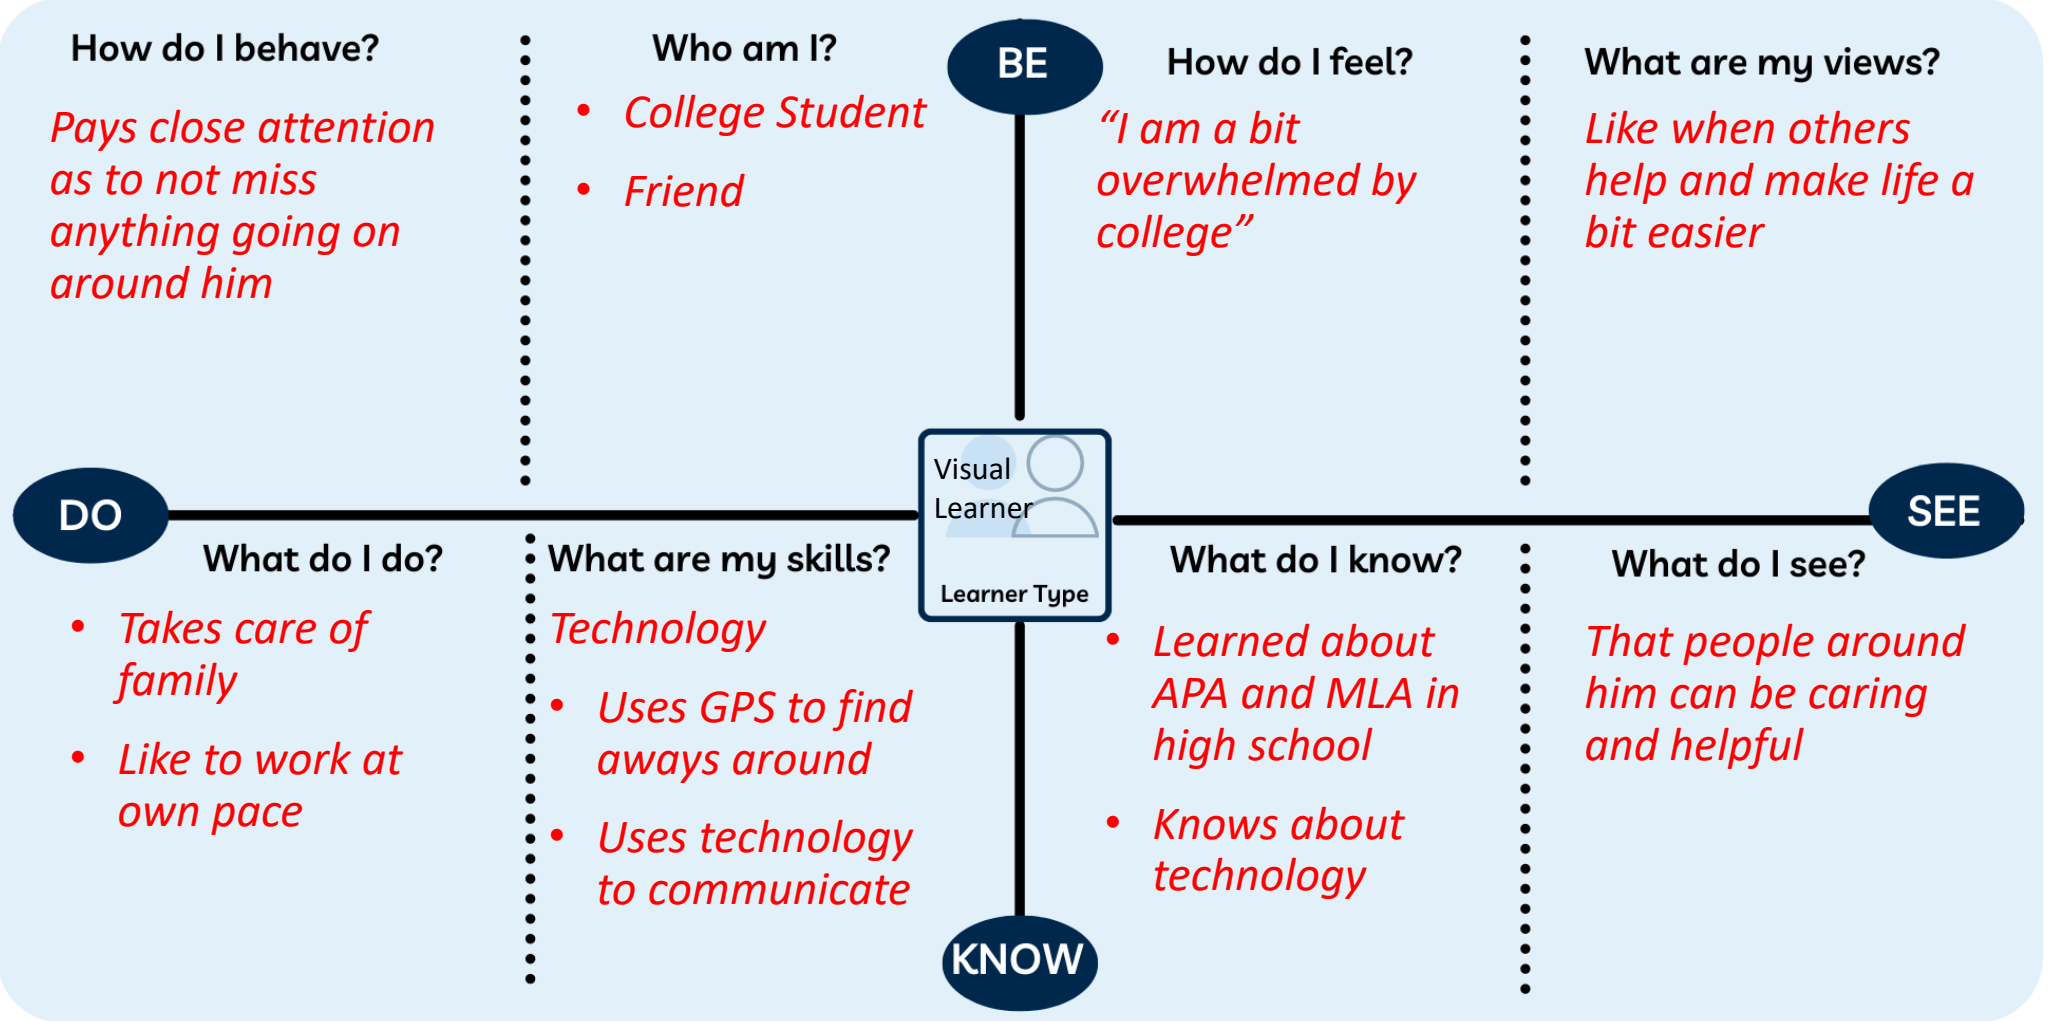 How do I behave?
Pays close attention
as to not miss
anything going on
around him
Who am I?
• College Student
• Friend
BE
How do I feel?
“I am a bit
overwhelmed by
college”
What are my views?
Like when others
help and make life a
bit easier
DO
Visual
Learner
Learner Type
SEE
What do I do?
• Takes care of
family
• Like to work at
own pace
What are my skills?
Technology
• Uses GPS to find
aways around
• Uses technology
to communicate
What do I know?
• Learned about
APA and MLA in
high school
• Knows about
technology
What do I see?
That people around
him can be caring
and helpful
KNOW